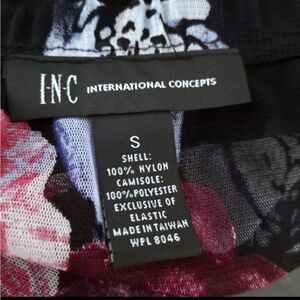 I·N·C INTERNATIONAL CONCEPTS
S
SHELL:
100% NYLON
CAMISOLE:
100%POLYESTER
EXCLUSIVE OF
ELASTIC
MADE IN TAIWAN
WPL 8046